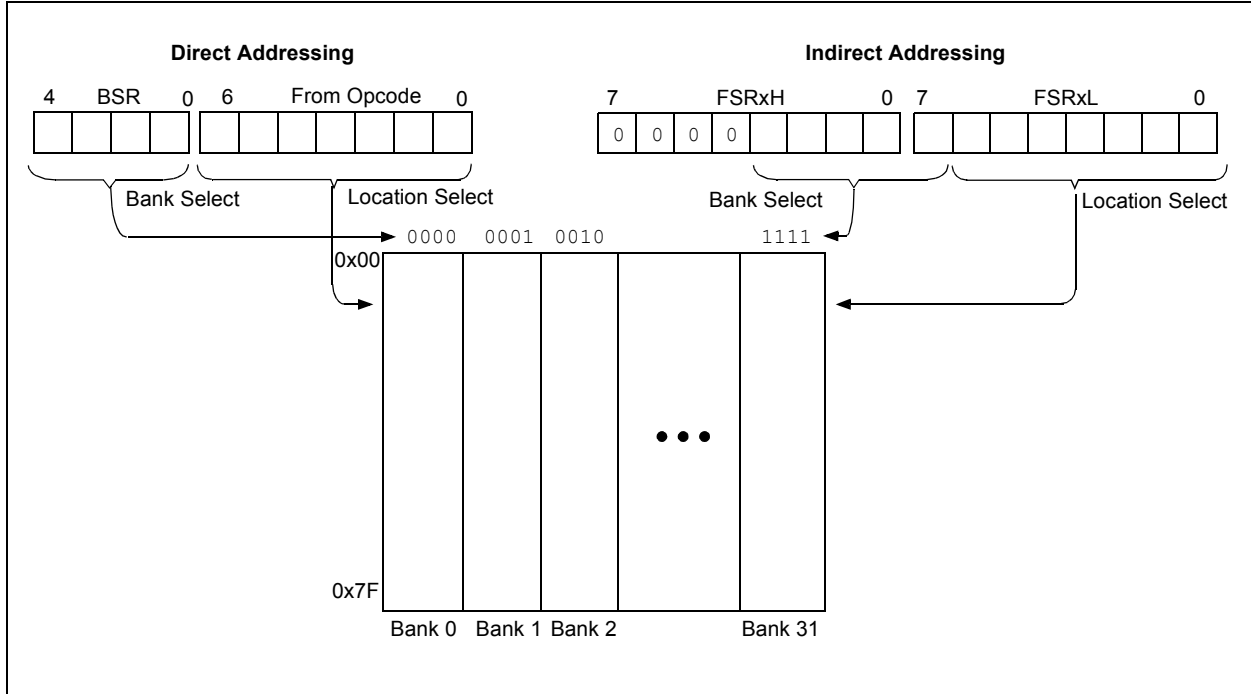 Direct Addressing
Indirect Addressing
4 BSR 0 6 From Opcode 0
7 FSRxH 0 7 FSRxL 0
0 0 0 0
Bank Select
Location Select
Bank Select
Location Select
0000 0001 0010 1111
0x00
0x7F
Bank 0 Bank 1 Bank 2 Bank 31